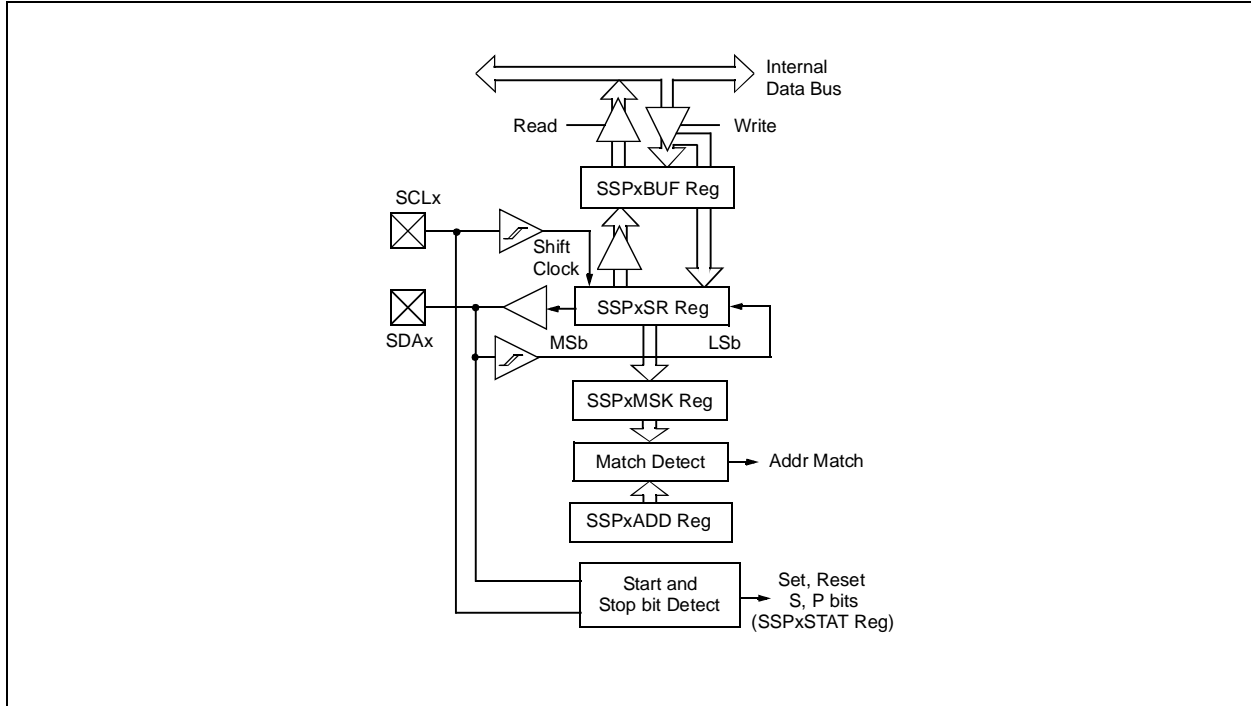 Internal
Data Bus
Read
Write
SSPxBUF Reg
SCLx
Shift
Clock
SSPxSR Reg
SDAx
MSb
LSb
SSPxMSK Reg
Match Detect
Addr Match
SSPxADD Reg
Start and
Stop bit Detect
Set, Reset
S, P bits
(SSPxSTAT Reg)